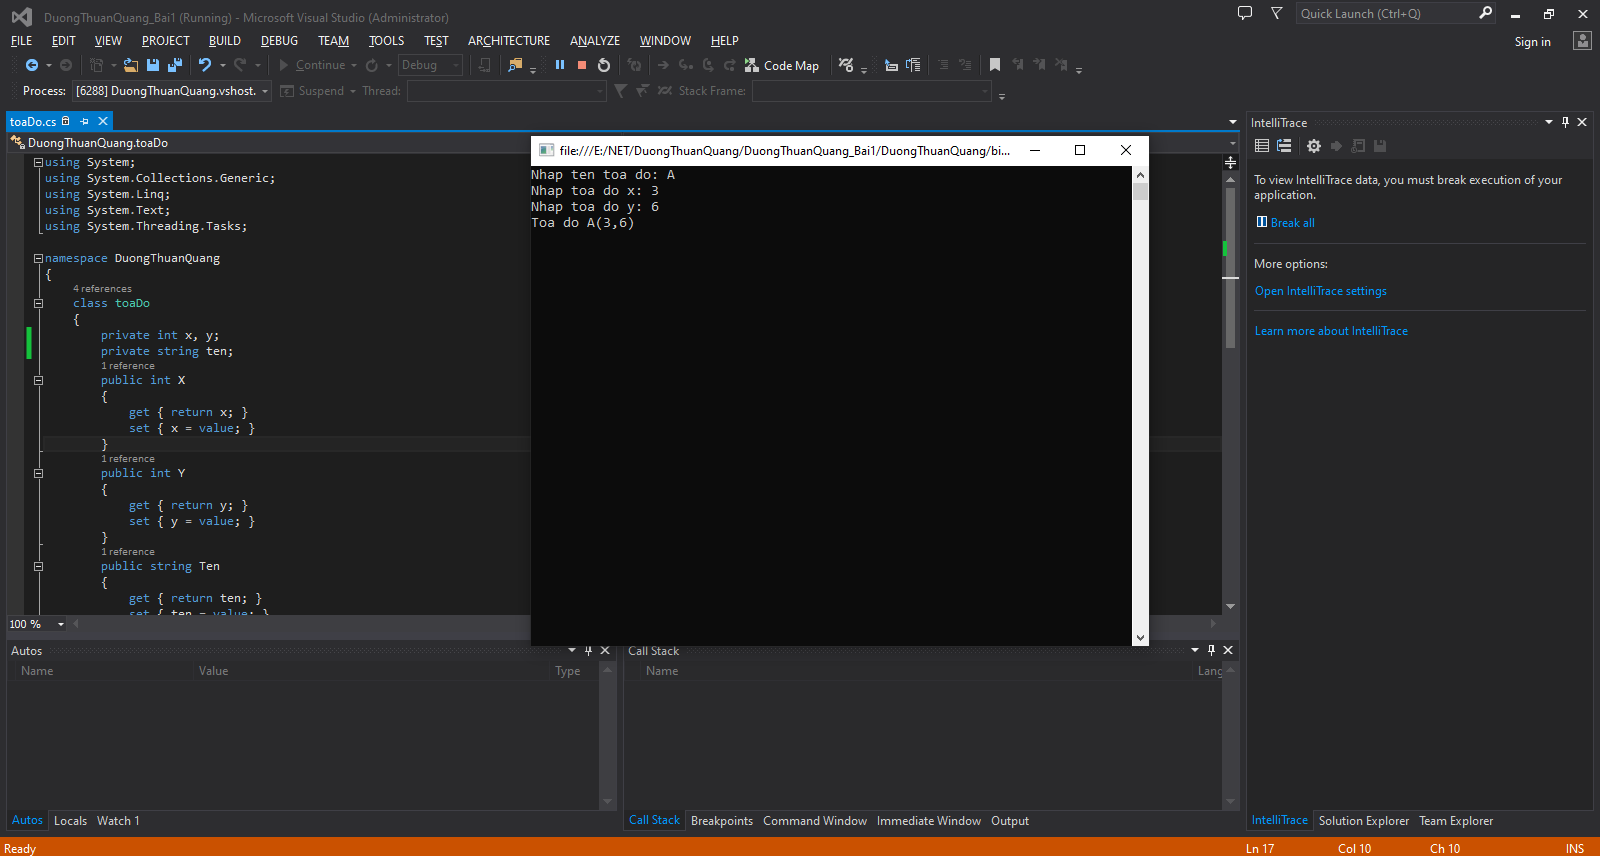 DuongThuanQuang_Bai1 (Running) - Microsoft Visual Studio (Administrator)
Quick Launch (Ctrl+Q)
FILE EDIT VIEW PROJECT BUILD DEBUG TEAM TOOLS TEST ARCHITECTURE ANALYZE WINDOW HELP
Sign in
Continue Debug Code Map
Process: [6288] DuongThuanQuang.vshost. Suspend Thread: Stack Frame:
toaDo.cs
DuongThuanQuang.toaDo
using System;
using System.Collections.Generic;
using System.Linq;
using System.Text;
using System.Threading.Tasks;
namespace DuongThuanQuang
{
4 references
class toaDo
{
private int x, y;
private string ten;
1 reference
public int X
{
get { return x; }
set { x = value; }
}
1 reference
public int Y
{
get { return y; }
set { y = value; }
}
1 reference
public string Ten
{
get { return ten; }
set { ten = value; }
100 %
file:///E:/NET/DuongThuanQuang/DuongThuanQuang_Bai1/DuongThuanQuang/bi...
Nhap ten toa do: A
Nhap toa do x: 3
Nhap toa do y: 6
Toa do A(3,6)
IntelliTrace
To view IntelliTrace data, you must break execution of your
application.
Break all
More options:
Open IntelliTrace settings
Learn more about IntelliTrace
Autos
Name Value Type
Call Stack
Name Lang
Autos Locals Watch 1
Call Stack Breakpoints Command Window Immediate Window Output
IntelliTrace Solution Explorer Team Explorer
Ready Ln 17 Col 10 Ch 10 INS